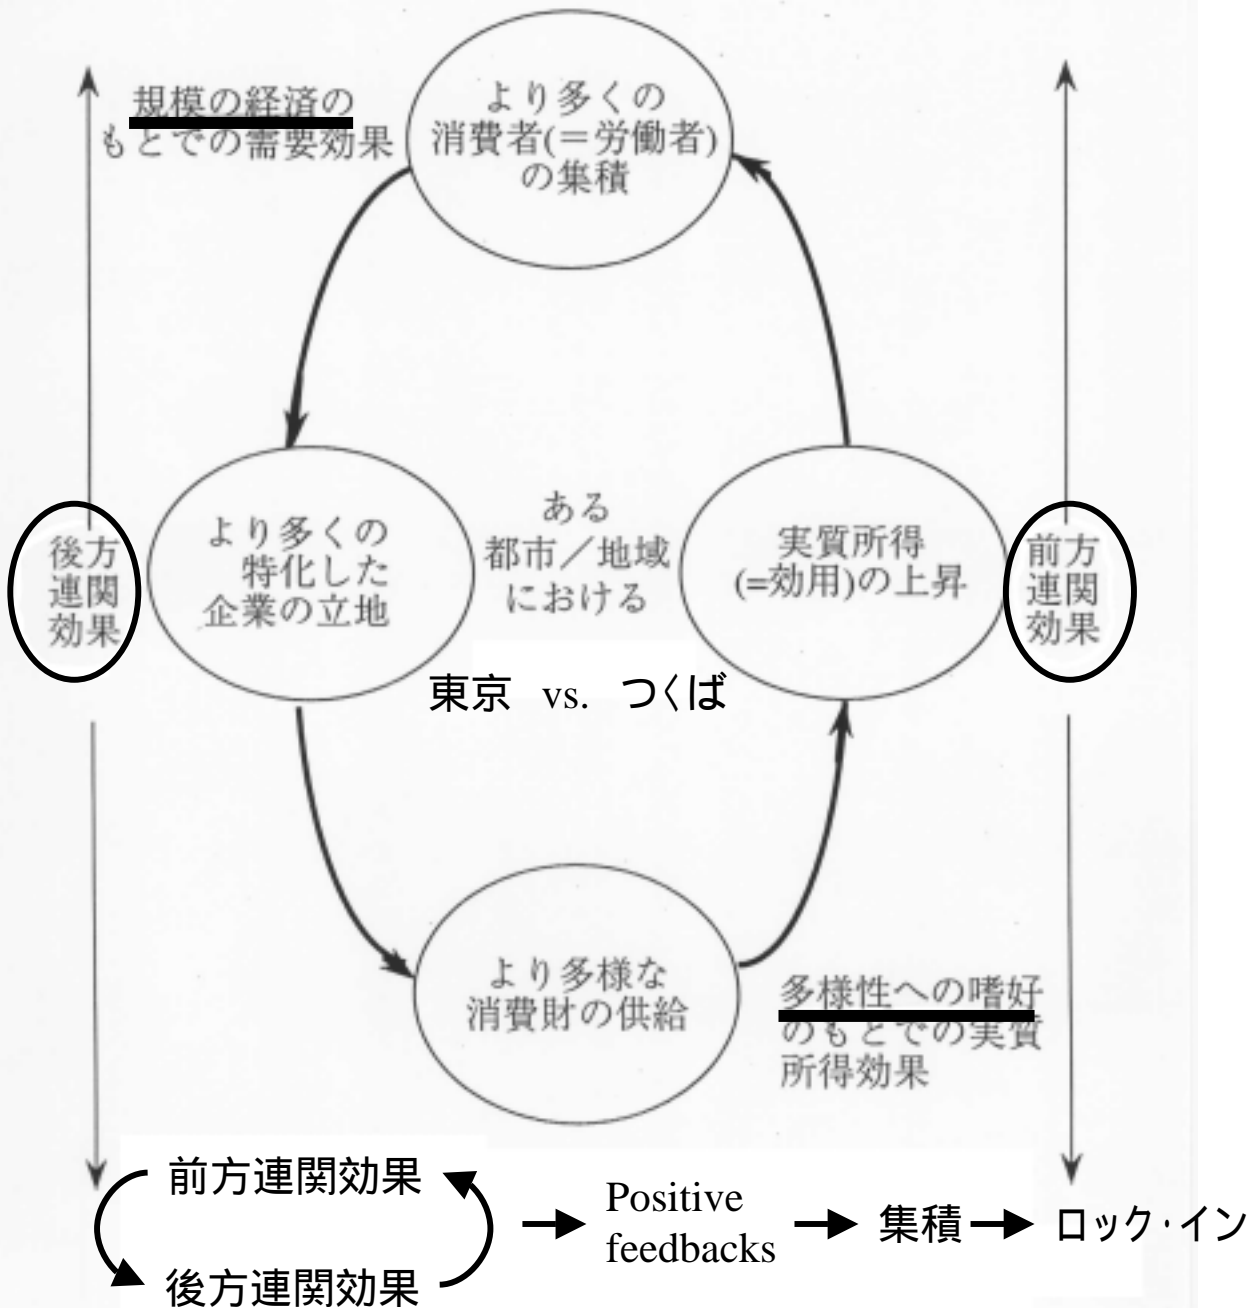 規模の経済の
もとでの需要効果
より多くの
消費者(＝労働者)
の集積
後方
連関
効果
より多くの
特化した
企業の立地
ある
都市／地域
における
東京 vs. つくば
実質所得
(=効用)の上昇
前方
連関
効果
より多様な
消費財の供給
多様性への嗜好
のもとでの実質
所得効果
前方連関効果
後方連関効果
Positive
feedbacks
集積
ロック・イン